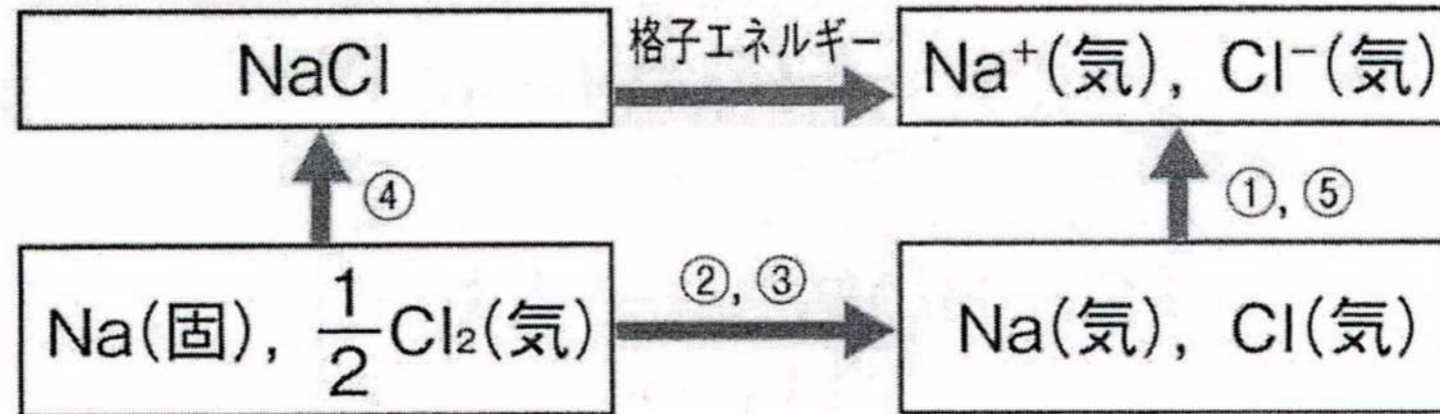 NaCl
格子エネルギー
Na⁺(気), Cl⁻(気)
④
①, ⑤
Na(固), 1/2 Cl₂(気)
②, ③
Na(気), Cl(気)